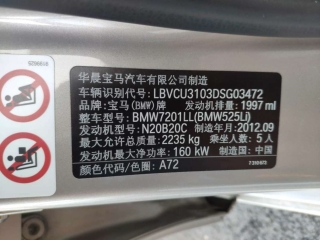 华晨宝马汽车有限公司制造
车辆识别代号:LBVCU3103DSG03472
品牌:宝马(BMW)牌 发动机排量:1997 ml
整车型号:BMW7201LL(BMW525Li)
发动机型号:N20B20C 制造年月:2012.09
最大允许总质量:2235 kg 乘坐人数:5人
发动机最大净功率:160 kW 制造国:中国
颜色代码/色圈:A72